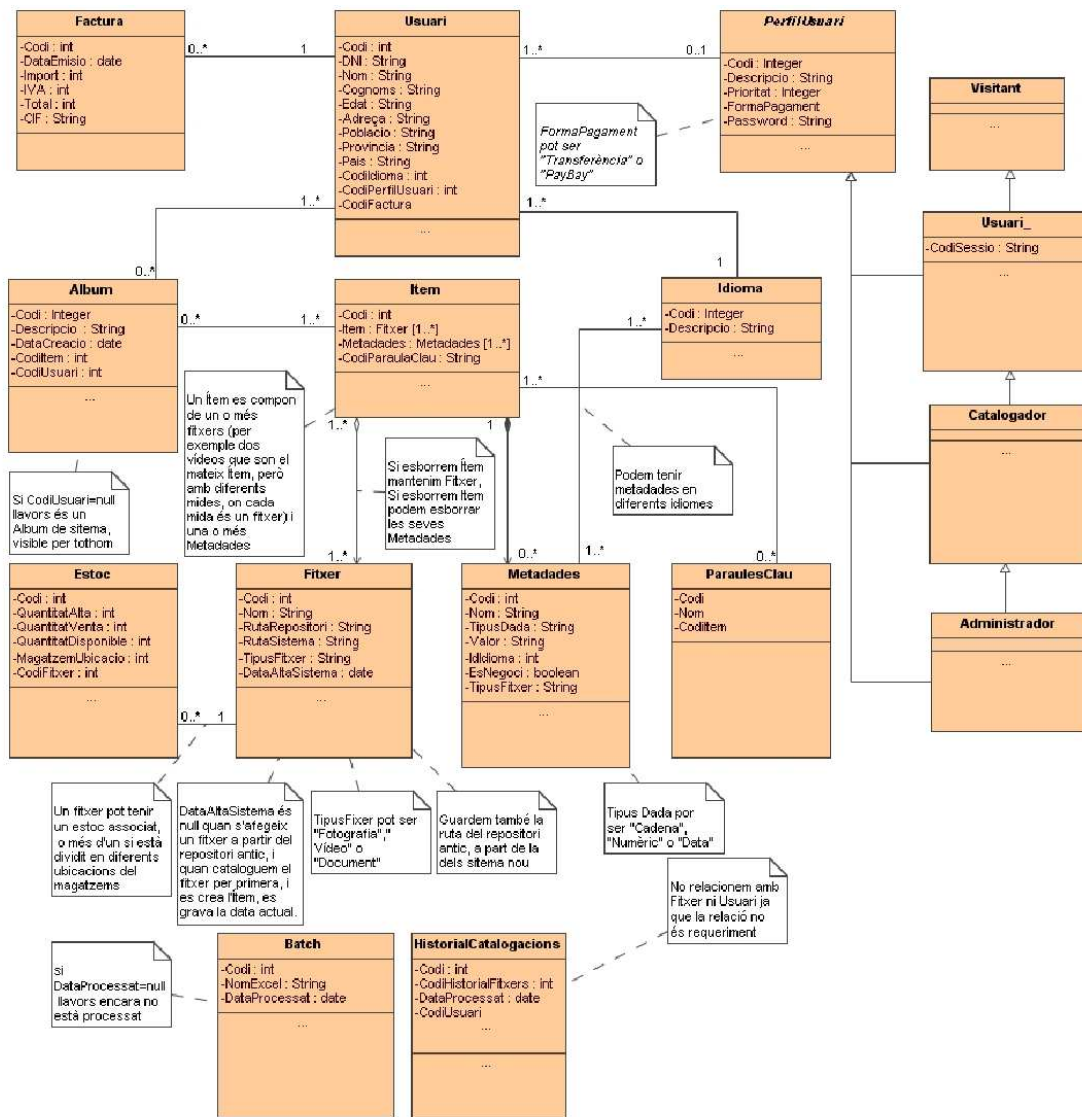 Factura
-Codi : int
-DataEmisio : date
-Import : int
-IVA : int
-Total : int
-CIF : String
0..*
1
Usuari
-Codi : int
-DNI : String
-Nom : String
-Cognoms : String
-Edat : String
-Adreça : String
-Poblacio : String
-Provincia : String
-Pais : String
-CodiIdioma : int
-CodiPerfilUsuari : int
-CodiFactura
...
1..*
0..1
PerfilUsuari
-Codi : Integer
-Descripcio : String
-Prioritat : Integer
-FormaPagament
-Password : String
...
FormaPagament
pot ser
"Transferència" o
"PayBay"
Visitant
...
Usuari_
-CodiSessio : String
...
Catalogador
...
Administrador
...
1..*
0..*
1..*
1
Album
-Codi : Integer
-Descripcio : String
-DataCreacio : date
-CodiItem : int
-CodiUsuari : int
...
0..*
1..*
Item
-Codi : int
-Item : Fitxer [1..*]
-Metadades : Metadades [1..*]
-CodiParaulaClau : String
...
Idioma
-Codi : Integer
-Descripcio : String
...
1..*
1..*
1..*
1
Un Ítem es compon
de un o més
fitxers (per
exemple dos
vídeos que son el
mateix Ítem, però
amb diferents
mides, on cada
mida és un fitxer) i
una o més
Metadades
Si esborrem Ítem
mantenim Fitxer,
Si esborrem Item
podem esborrar
les seves
Metadades
Podem tenir
metadades en
diferents idiomes
Si CodiUsuari=null
llavors és un
Album de sitema,
visible per tothom
1..*
0..*
1..*
0..*
Estoc
-Codi : int
-QuantitatAlta : int
-QuantitatVenta : int
-QuantitatDisponible : int
-MagatzemUbicacio : int
-CodiFitxer : int
...
0..*
1
Fitxer
-Codi : int
-Nom : String
-RutaRepositori : String
-RutaSistema : String
-TipusFitxer : String
-DataAltaSistema : date
...
Metadades
-Codi : int
-Nom : String
-TipusDada : String
-Valor : String
-IdIdioma : int
-EsNegoci : boolean
-TipusFitxer : String
...
ParaulesClau
-Codi
-Nom
-CodiItem
...
Un fitxer pot tenir
un estoc associat,
o més d'un si està
dividit en diferents
ubicacions del
magatzems
DataAltaSistema és
null quan s'afegeix
un fitxer a partir del
repositori antic, i
quan cataloguem el
fitxer per primera, i
es crea l'Ítem, es
grava la data actual.
TipusFixer pot ser
"Fotografia","
Vídeo" o
"Document"
Guardem també la
ruta del repositori
antic, a part de la
dels sítema nou
Tipus Dada por
ser "Cadena",
"Numèric" o "Data"
No relacionem amb
Fitxer ni Usuari ja
que la relació no
és requeriment
si
DataProcessat=null
llavors encara no
està processat
Batch
-Codi : int
-NomExcel : String
-DataProcessat : date
...
HistorialCatalogacions
-Codi : int
-CodiHistorialFitxers : int
-DataProcessat : date
-CodiUsuari
...
...